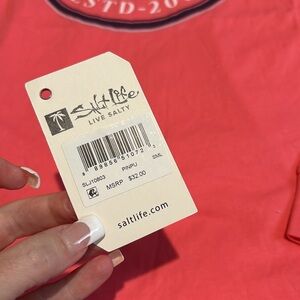 ESTD-20
Salt Life
LIVE SALTY
SLJ10803
PINPU
SML
MSRP $32.00
saltlife.com